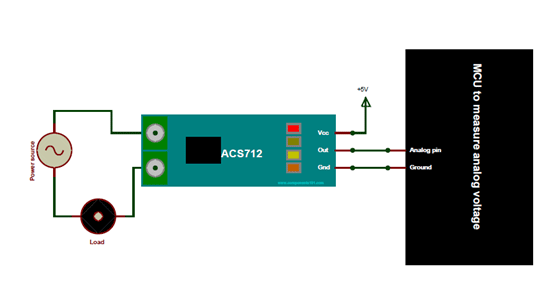 +5V
Power source
ACS712
Vcc
Out
Gnd
Analog pin
Ground
MCU to measure analog voltage
Load